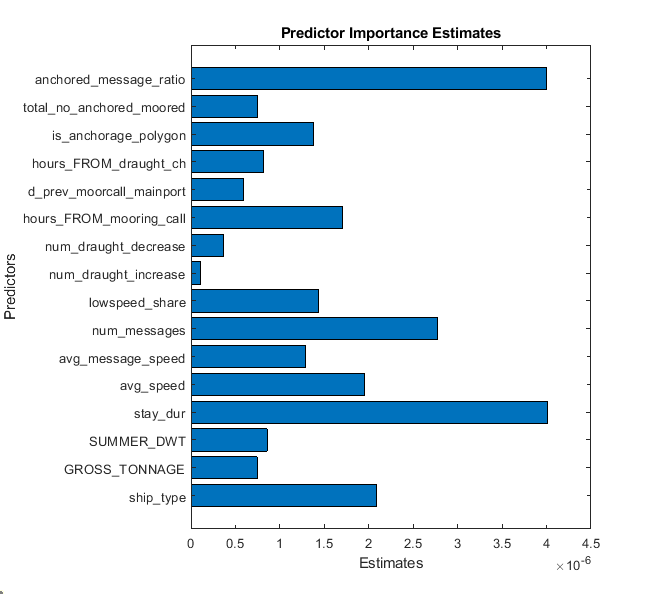 Predictor Importance Estimates
anchored_message_ratio
total_no_anchored_moored
is_anchorage_polygon
hours_FROM_draught_ch
d_prev_moorcall_mainport
hours_FROM_mooring_call
num_draught_decrease
num_draught_increase
lowspeed_share
num_messages
avg_message_speed
avg_speed
stay_dur
SUMMER_DWT
GROSS_TONNAGE
ship_type
Predictors
0 0.5 1 1.5 2 2.5 3 3.5 4 4.5
Estimates
×10⁻⁶